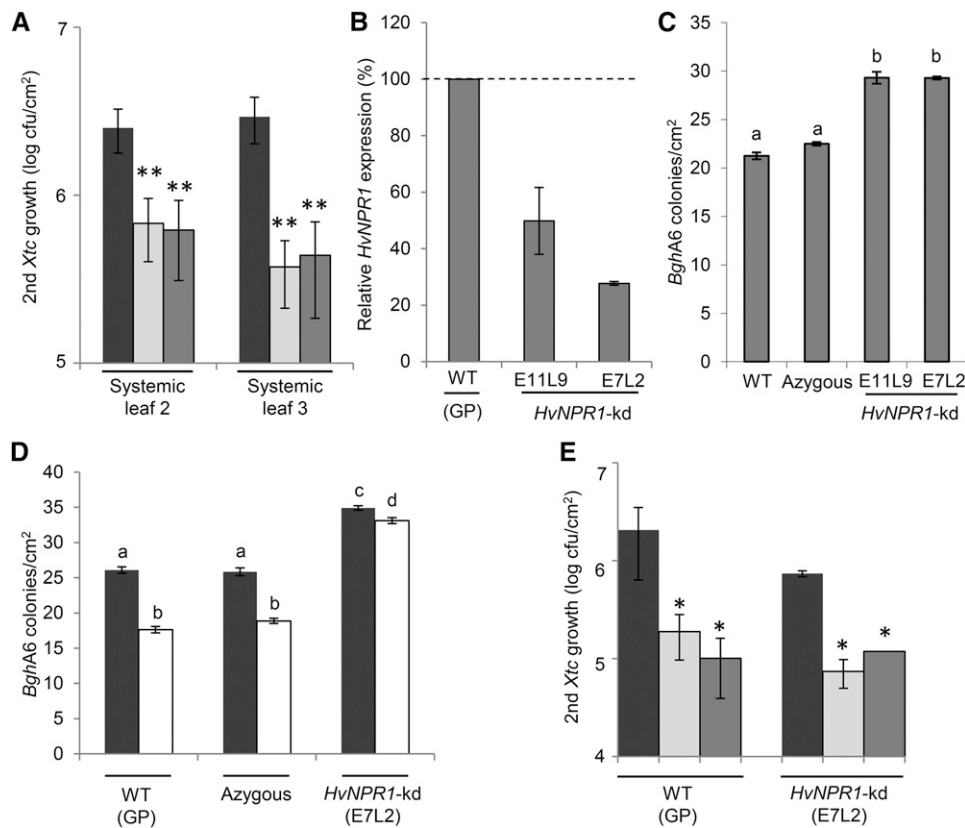 A
2nd Xtc growth (log cfu/cm²)
7
6
5
** **
** **
Systemic
leaf 2
Systemic
leaf 3
B
Relative HvNPR1 expression (%)
120
100
80
60
40
20
0
WT
(GP)
E11L9 E7L2
HvNPR1-kd
C
BghA6 colonies/cm²
35
30
25
20
15
10
5
0
a a b b
WT Azygous E11L9 E7L2
HvNPR1-kd
D
BghA6 colonies/cm²
40
35
30
25
20
15
10
5
0
a b a b c d
WT
(GP)
Azygous
HvNPR1-kd
(E7L2)
E
2nd Xtc growth (log cfu/cm²)
7
6
5
4
* * * *
WT
(GP)
HvNPR1-kd
(E7L2)